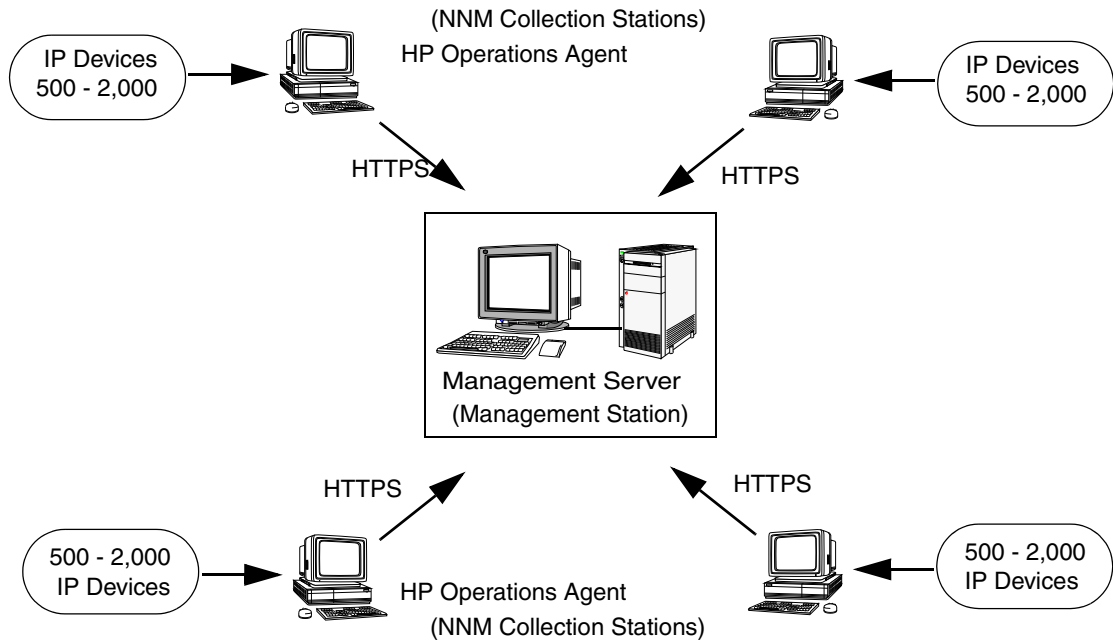 (NNM Collection Stations)
HP Operations Agent
IP Devices
500 - 2,000
IP Devices
500 - 2,000
HTTPS
HTTPS
Management Server
(Management Station)
HTTPS
HTTPS
500 - 2,000
IP Devices
500 - 2,000
IP Devices
HP Operations Agent
(NNM Collection Stations)